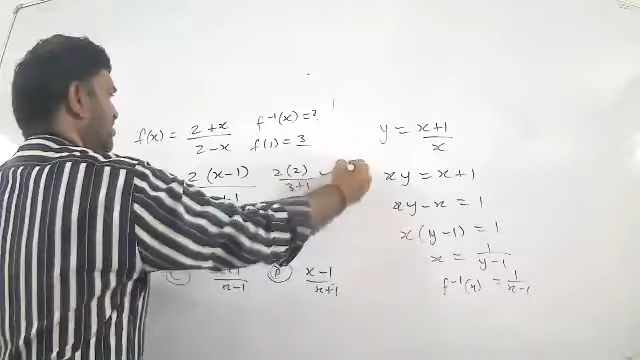 f(x) = 2+x / 2-x
f⁻¹(x) = ?
f(1) = 3
2(x-1)
2(2) / 3+1
x-1
x-1 / x+1
y = x+1 / x
xy = x+1
xy-x = 1
x(y-1) = 1
x = 1 / y-1
f⁻¹(x) = 1 / x-1